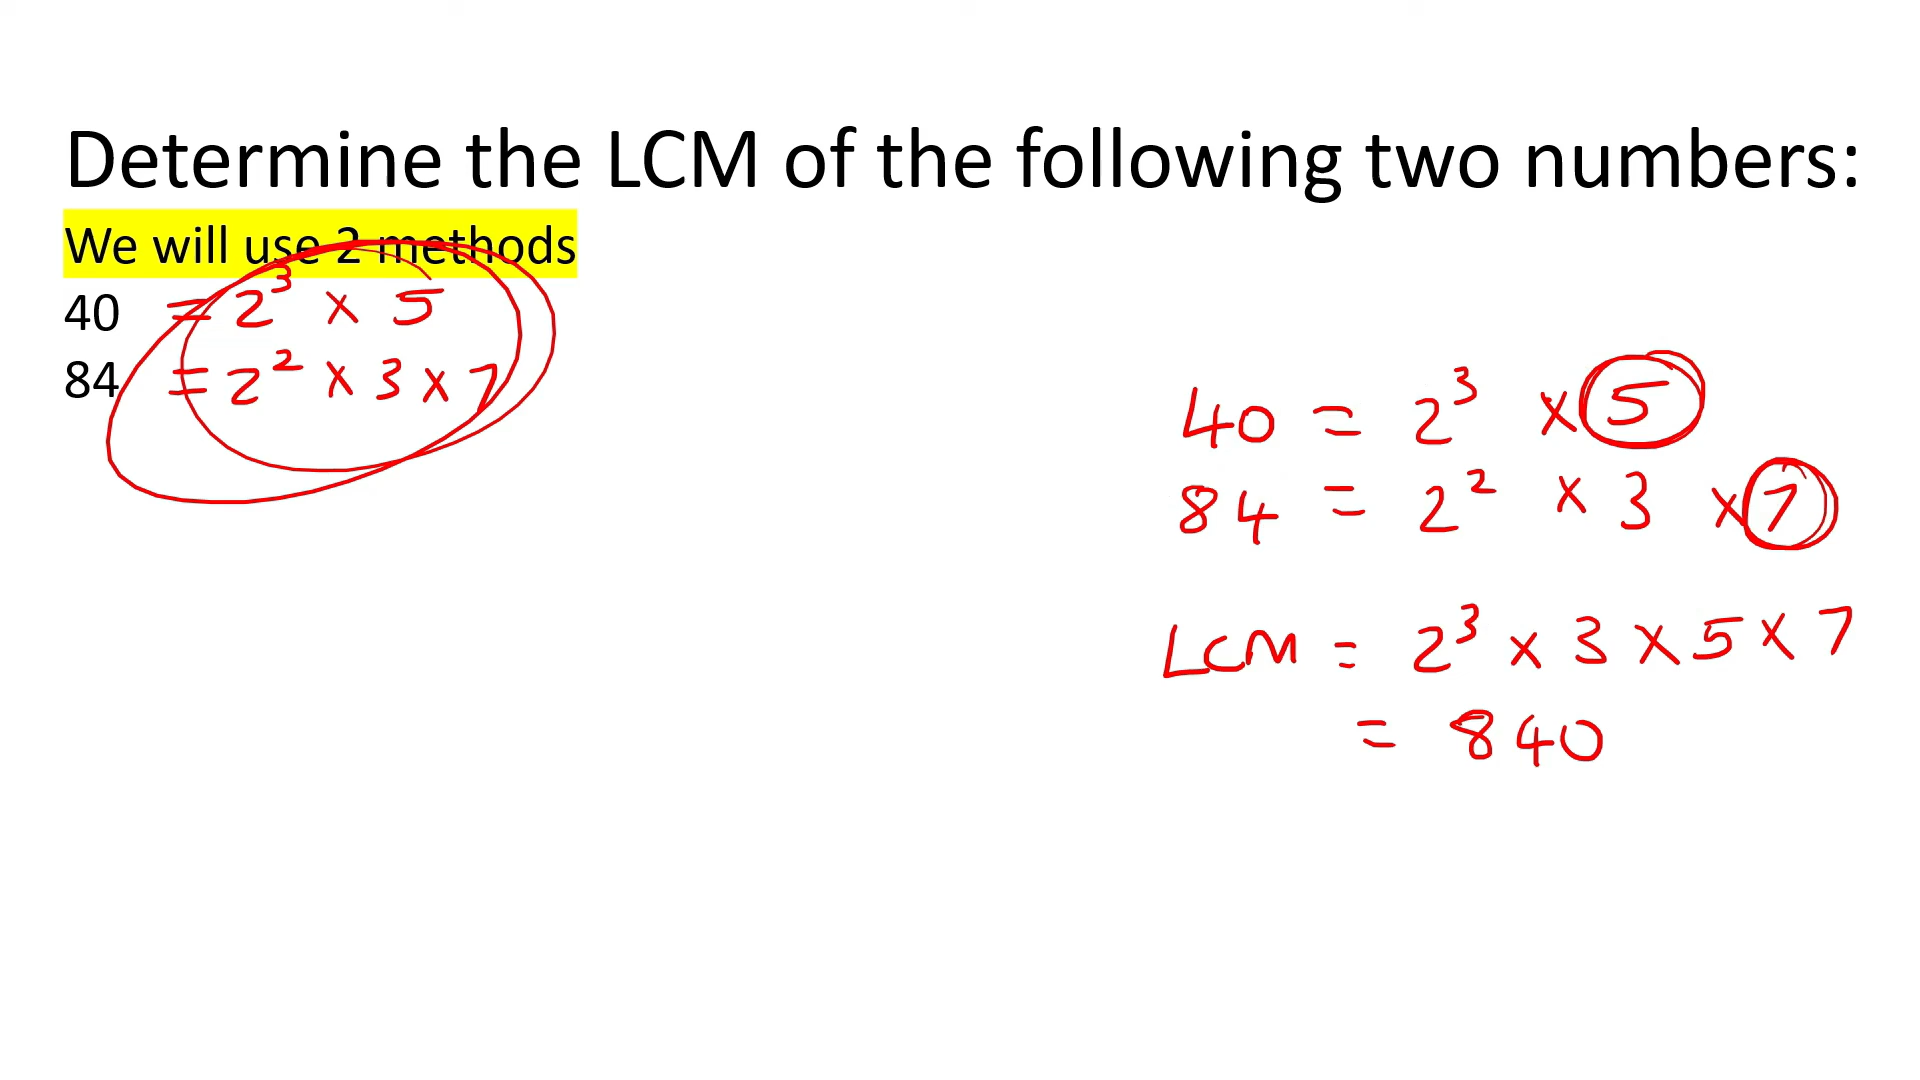 Determine the LCM of the following two numbers:
We will use 2 methods
40 = 2³ × 5
84 = 2² × 3 × 7
40 = 2³ × 5
84 = 2² × 3 × 7
LCM = 2³ × 3 × 5 × 7
= 840